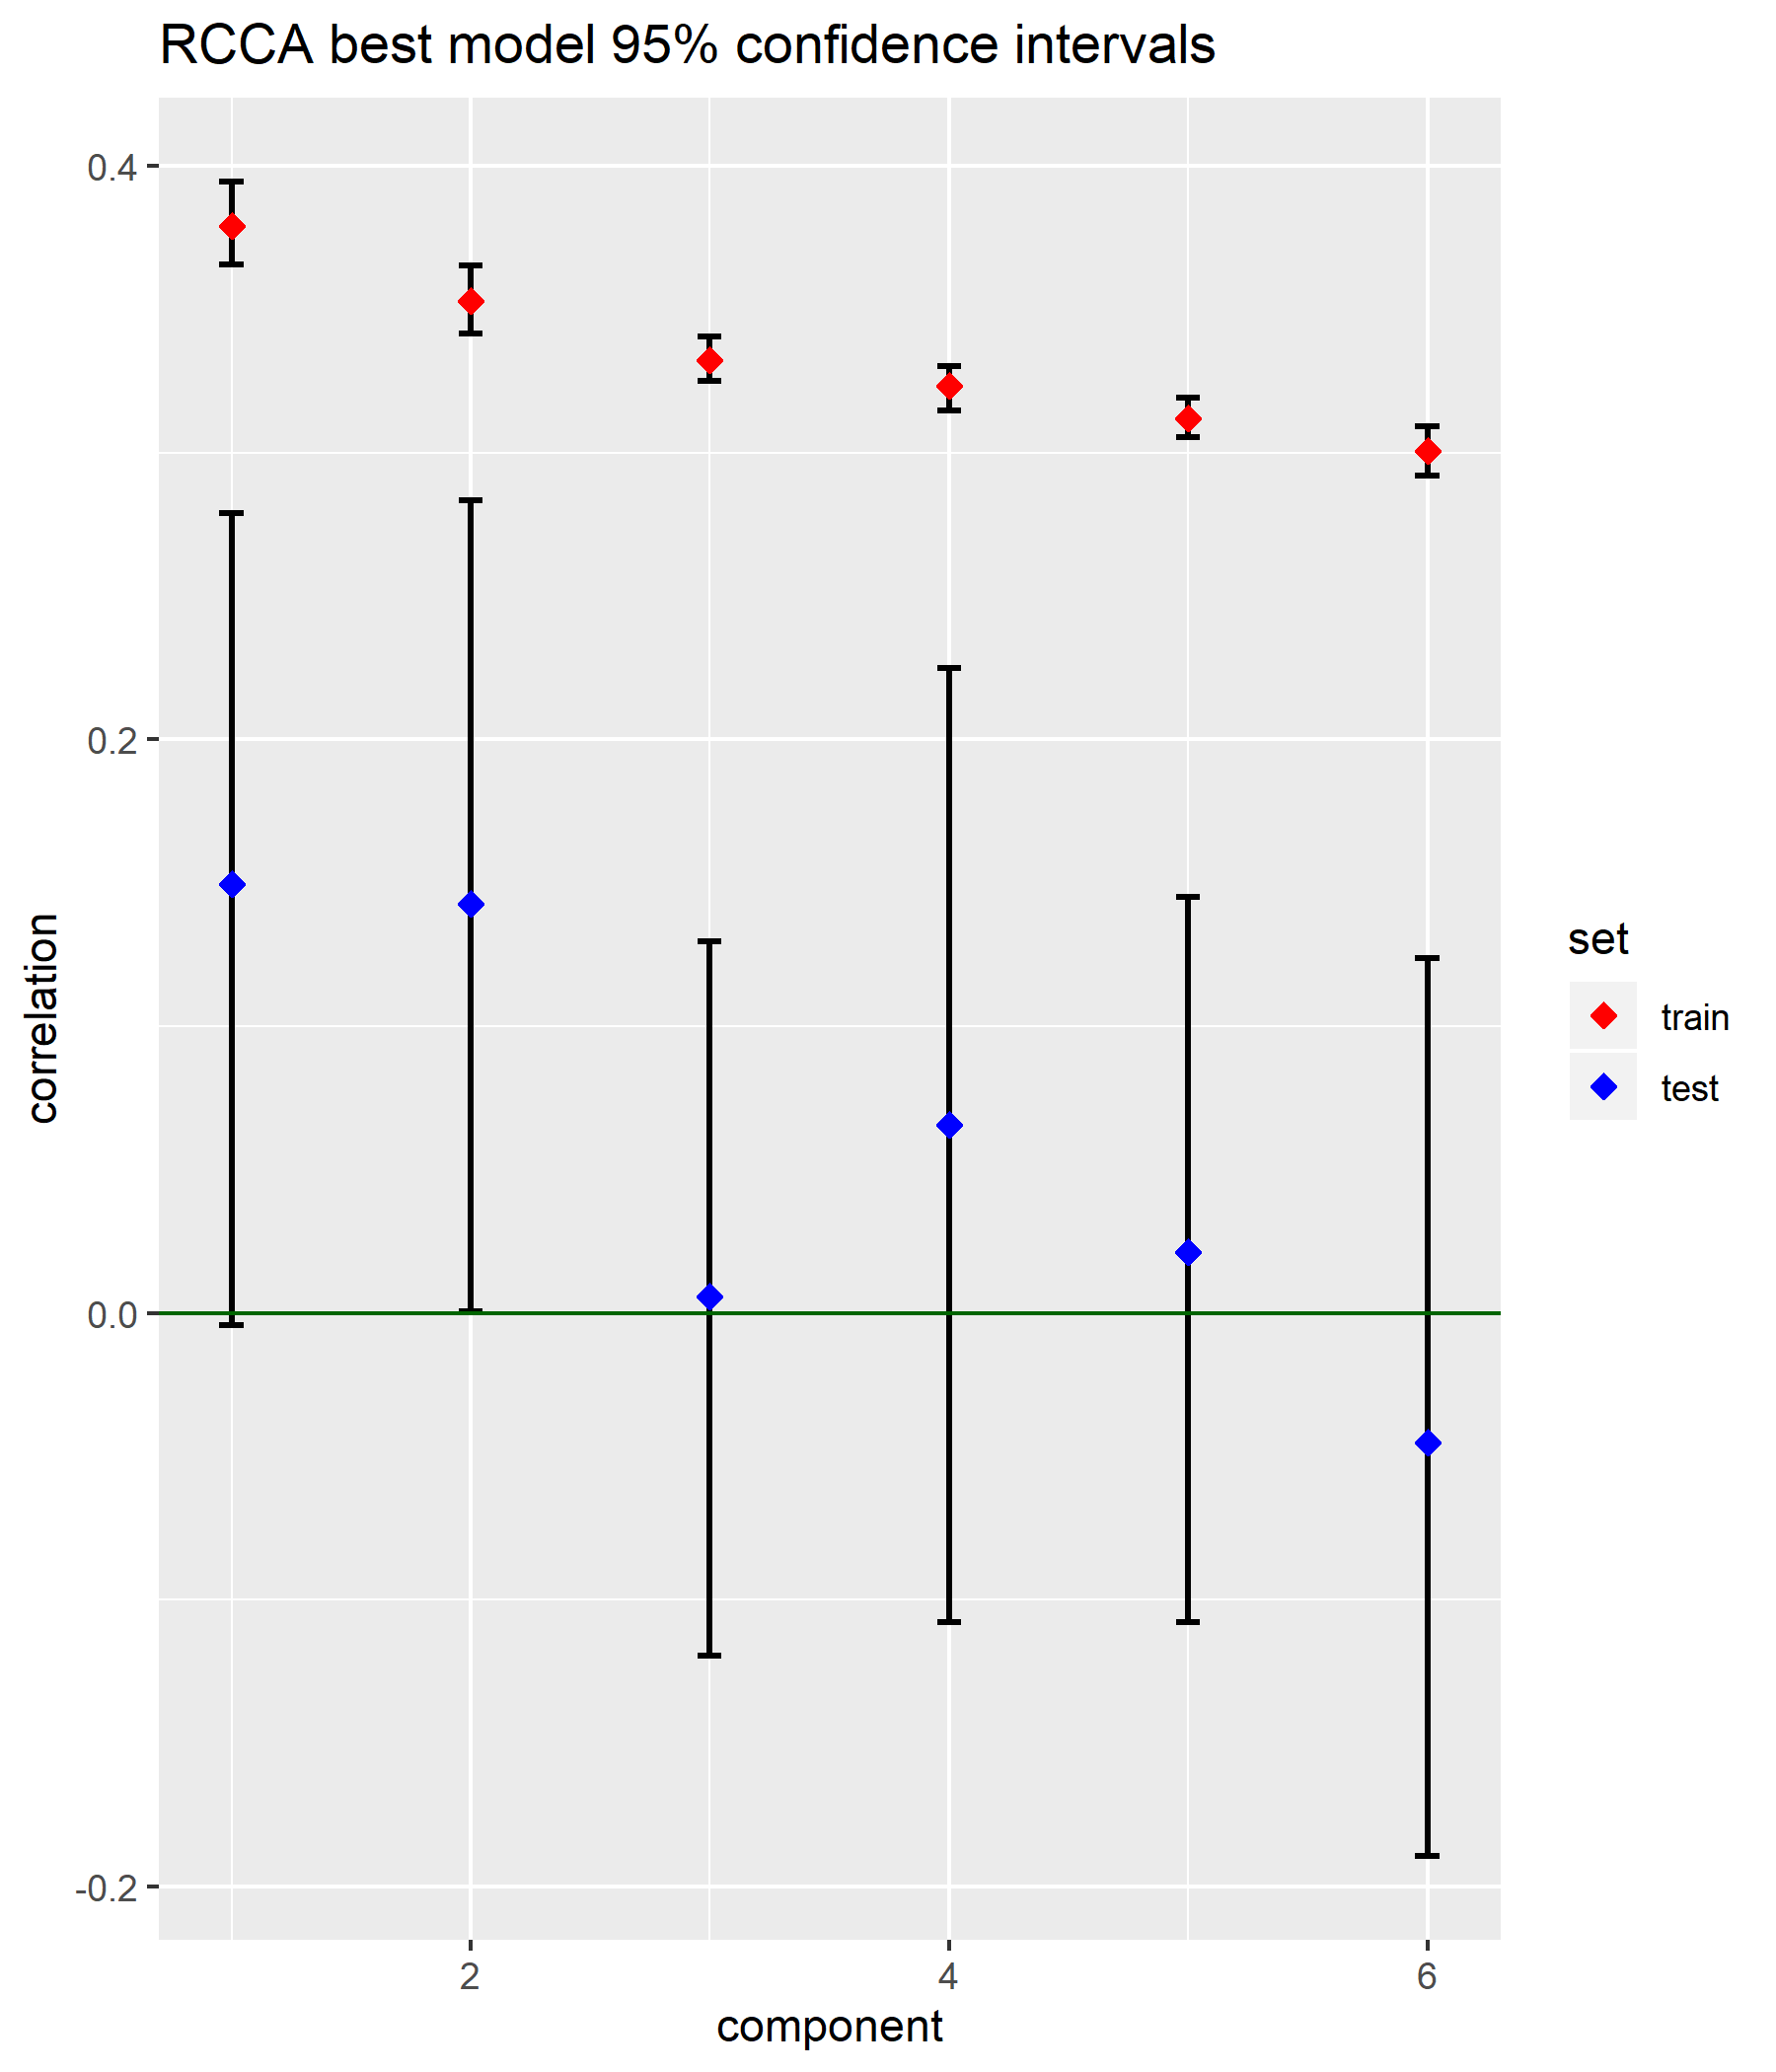 RCCA best model 95% confidence intervals
0.4
0.2
0.0
-0.2
correlation
2 4 6
component
set
train
test